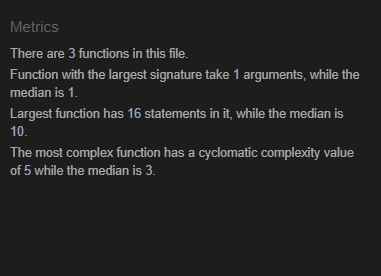 Metrics
There are 3 functions in this file.
Function with the largest signature take 1 arguments, while the
median is 1.
Largest function has 16 statements in it, while the median is
10.
The most complex function has a cyclomatic complexity value
of 5 while the median is 3.